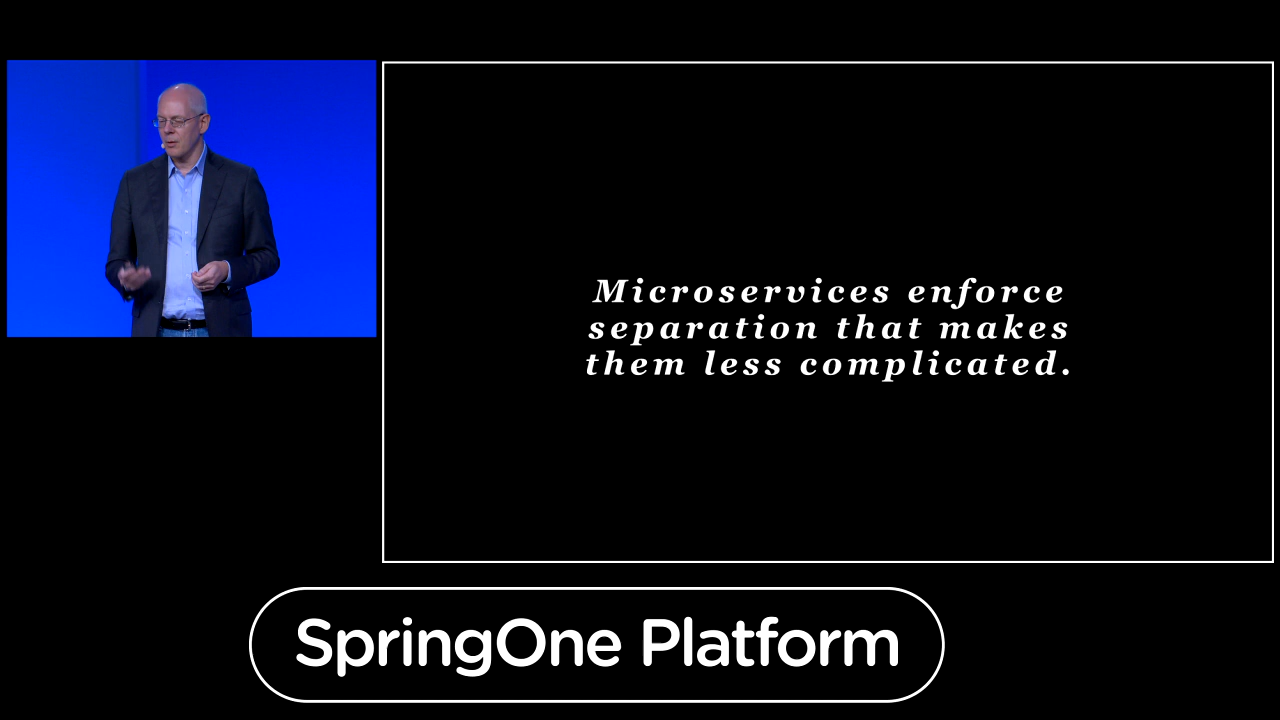 Microservices enforce
separation that makes
them less complicated.
SpringOne Platform